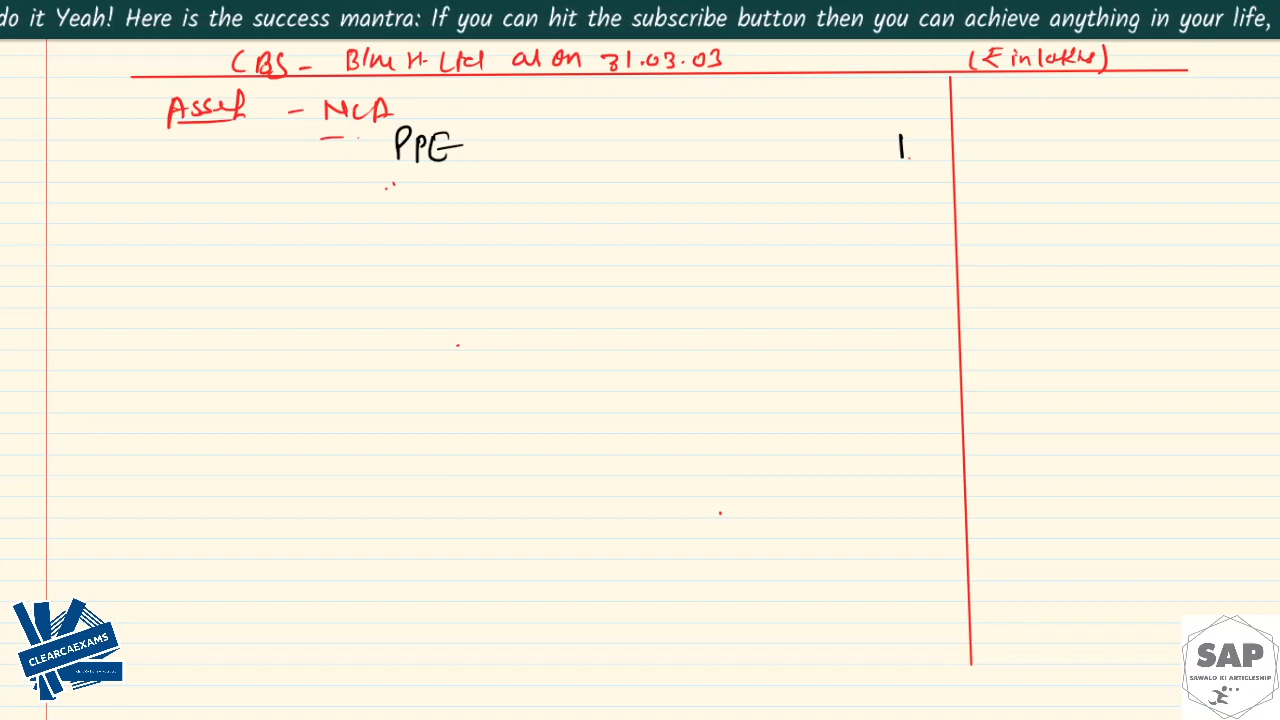 do it Yeah! Here is the success mantra: If you can hit the subscribe button then you can achieve anything in your life,
CBS - Blue H. Ltd as on 31.03.03 (₹ in lakhs)
Asset - NCA
PPE 1
CLEARCAEXAMS
SAP
SAWALO KI ARTICLESHIP